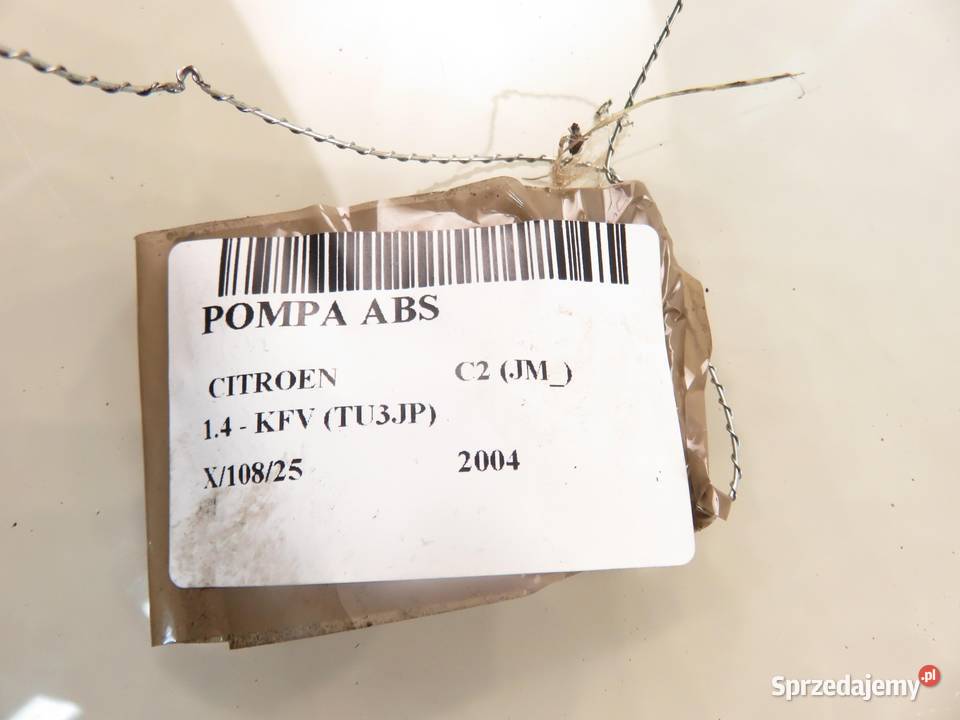 POMPA ABS
CITROEN C2 (JM_)
1.4 - KFV (TU3JP)
X/108/25 2004
Sprzedajemy.pl